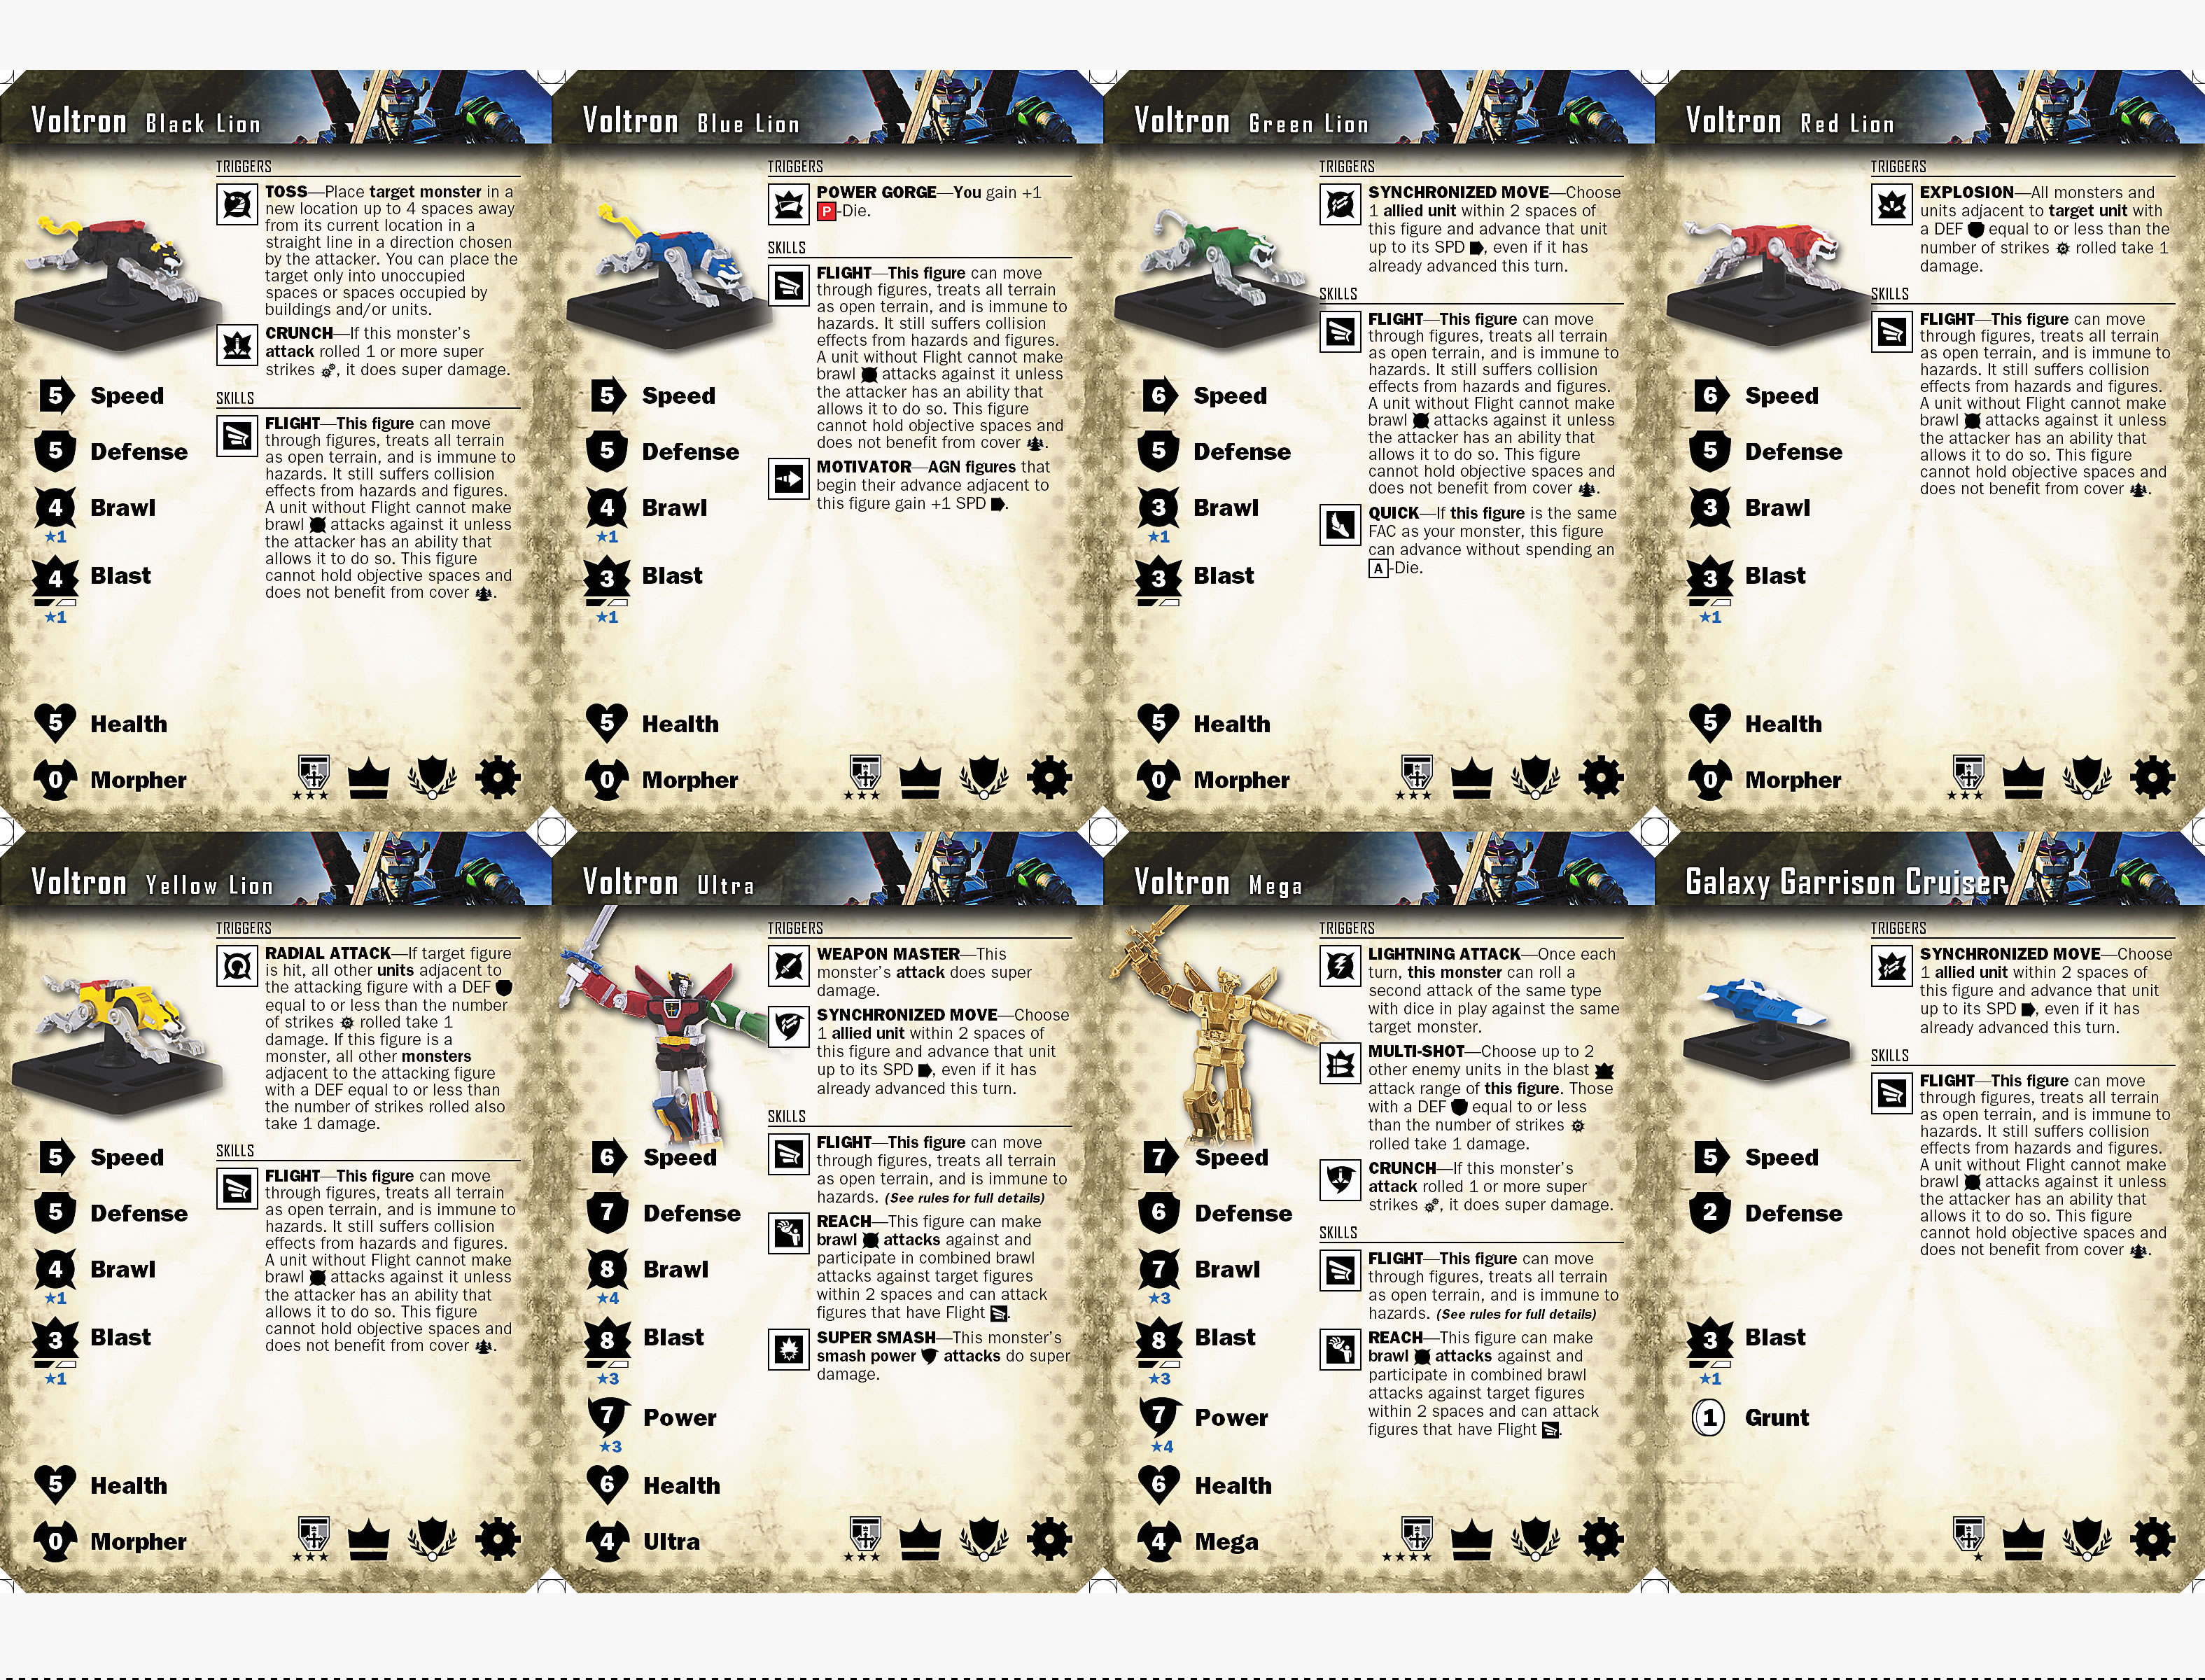 Voltron Black Lion
TRIGGERS
TOSS—Place target monster in a
new location up to 4 spaces away
from its current location in a
straight line in a direction chosen
by the attacker. You can place the
target only into unoccupied
spaces or spaces occupied by
buildings and/or units.
CRUNCH—If this monster's
attack rolled 1 or more super
strikes , it does super damage.
SKILLS
FLIGHT—This figure can move
through figures, treats all terrain
as open terrain, and is immune to
hazards. It still suffers collision
effects from hazards and figures.
A unit without Flight cannot make
brawl attacks against it unless
the attacker has an ability that
allows it to do so. This figure
cannot hold objective spaces and
does not benefit from cover .
5 Speed
5 Defense
4 Brawl
★1
4 Blast
★1
5 Health
0 Morpher
★★★
Voltron Blue Lion
TRIGGERS
POWER GORGE—You gain +1
P-Die.
SKILLS
FLIGHT—This figure can move
through figures, treats all terrain
as open terrain, and is immune to
hazards. It still suffers collision
effects from hazards and figures.
A unit without Flight cannot make
brawl attacks against it unless
the attacker has an ability that
allows it to do so. This figure
cannot hold objective spaces and
does not benefit from cover .
MOTIVATOR—AGN figures that
begin their advance adjacent to
this figure gain +1 SPD .
5 Speed
5 Defense
4 Brawl
★1
3 Blast
★1
5 Health
0 Morpher
★★★
Voltron Green Lion
TRIGGERS
SYNCHRONIZED MOVE—Choose
1 allied unit within 2 spaces of
this figure and advance that unit
up to its SPD , even if it has
already advanced this turn.
SKILLS
FLIGHT—This figure can move
through figures, treats all terrain
as open terrain, and is immune to
hazards. It still suffers collision
effects from hazards and figures.
A unit without Flight cannot make
brawl attacks against it unless
the attacker has an ability that
allows it to do so. This figure
cannot hold objective spaces and
does not benefit from cover .
QUICK—If this figure is the same
FAC as your monster, this figure
can advance without spending an
A-Die.
6 Speed
5 Defense
3 Brawl
★1
3 Blast
5 Health
0 Morpher
★★★
Voltron Red Lion
TRIGGERS
EXPLOSION—All monsters and
units adjacent to target unit with
a DEF equal to or less than the
number of strikes rolled take 1
damage.
SKILLS
FLIGHT—This figure can move
through figures, treats all terrain
as open terrain, and is immune to
hazards. It still suffers collision
effects from hazards and figures.
A unit without Flight cannot make
brawl attacks against it unless
the attacker has an ability that
allows it to do so. This figure
cannot hold objective spaces and
does not benefit from cover .
6 Speed
5 Defense
3 Brawl
3 Blast
★1
5 Health
0 Morpher
★★★
Voltron Yellow Lion
TRIGGERS
RADIAL ATTACK—If target figure
is hit, all other units adjacent to
the attacking figure with a DEF
equal to or less than the number
of strikes rolled take 1
damage. If this figure is a
monster, all other monsters
adjacent to the attacking figure
with a DEF equal to or less than
the number of strikes rolled also
take 1 damage.
SKILLS
FLIGHT—This figure can move
through figures, treats all terrain
as open terrain, and is immune to
hazards. It still suffers collision
effects from hazards and figures.
A unit without Flight cannot make
brawl attacks against it unless
the attacker has an ability that
allows it to do so. This figure
cannot hold objective spaces and
does not benefit from cover .
5 Speed
5 Defense
4 Brawl
★1
3 Blast
★1
5 Health
0 Morpher
★★★
Voltron Ultra
TRIGGERS
WEAPON MASTER—This
monster's attack does super
damage.
SYNCHRONIZED MOVE—Choose
1 allied unit within 2 spaces of
this figure and advance that unit
up to its SPD , even if it has
already advanced this turn.
SKILLS
FLIGHT—This figure can move
through figures, treats all terrain
as open terrain, and is immune to
hazards. (See rules for full details)
REACH—This figure can make
brawl attacks against and
participate in combined brawl
attacks against target figures
within 2 spaces and can attack
figures that have Flight .
SUPER SMASH—This monster's
smash power attacks do super
damage.
6 Speed
7 Defense
8 Brawl
★4
8 Blast
★3
7 Power
★3
6 Health
4 Ultra
★★★
Voltron Mega
TRIGGERS
LIGHTNING ATTACK—Once each
turn, this monster can roll a
second attack of the same type
with dice in play against the same
target monster.
MULTI-SHOT—Choose up to 2
other enemy units in the blast
attack range of this figure. Those
with a DEF equal to or less
than the number of strikes
rolled take 1 damage.
CRUNCH—If this monster's
attack rolled 1 or more super
strikes , it does super damage.
SKILLS
FLIGHT—This figure can move
through figures, treats all terrain
as open terrain, and is immune to
hazards. (See rules for full details)
REACH—This figure can make
brawl attacks against and
participate in combined brawl
attacks against target figures
within 2 spaces and can attack
figures that have Flight .
7 Speed
6 Defense
7 Brawl
★3
8 Blast
★3
7 Power
★4
6 Health
4 Mega
★★★★
Galaxy Garrison Cruiser
TRIGGERS
SYNCHRONIZED MOVE—Choose
1 allied unit within 2 spaces of
this figure and advance that unit
up to its SPD , even if it has
already advanced this turn.
SKILLS
FLIGHT—This figure can move
through figures, treats all terrain
as open terrain, and is immune to
hazards. It still suffers collision
effects from hazards and figures.
A unit without Flight cannot make
brawl attacks against it unless
the attacker has an ability that
allows it to do so. This figure
cannot hold objective spaces and
does not benefit from cover .
5 Speed
2 Defense
3 Blast
★1
1 Grunt
★